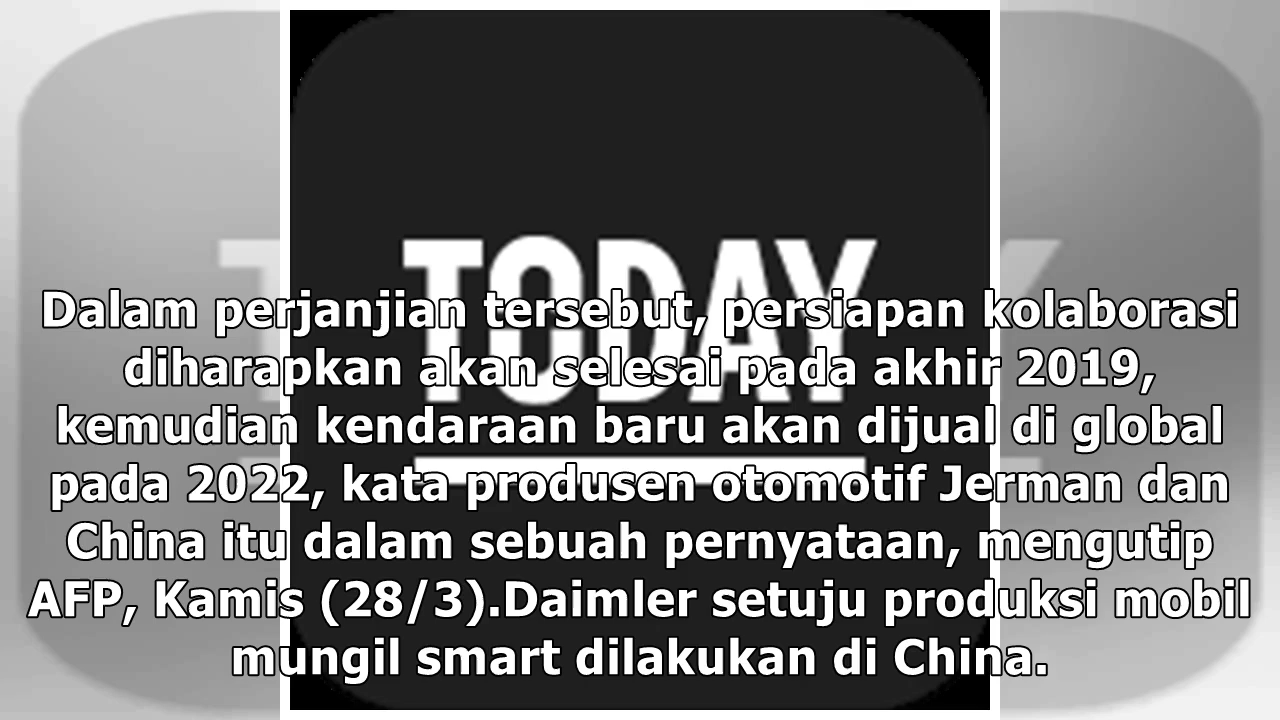 TODAY
Dalam perjanjian tersebut, persiapan kolaborasi
diharapkan akan selesai pada akhir 2019,
kemudian kendaraan baru akan dijual di global
pada 2022, kata produsen otomotif Jerman dan
China itu dalam sebuah pernyataan, mengutip
AFP, Kamis (28/3).Daimler setuju produksi mobil
mungil smart dilakukan di China.